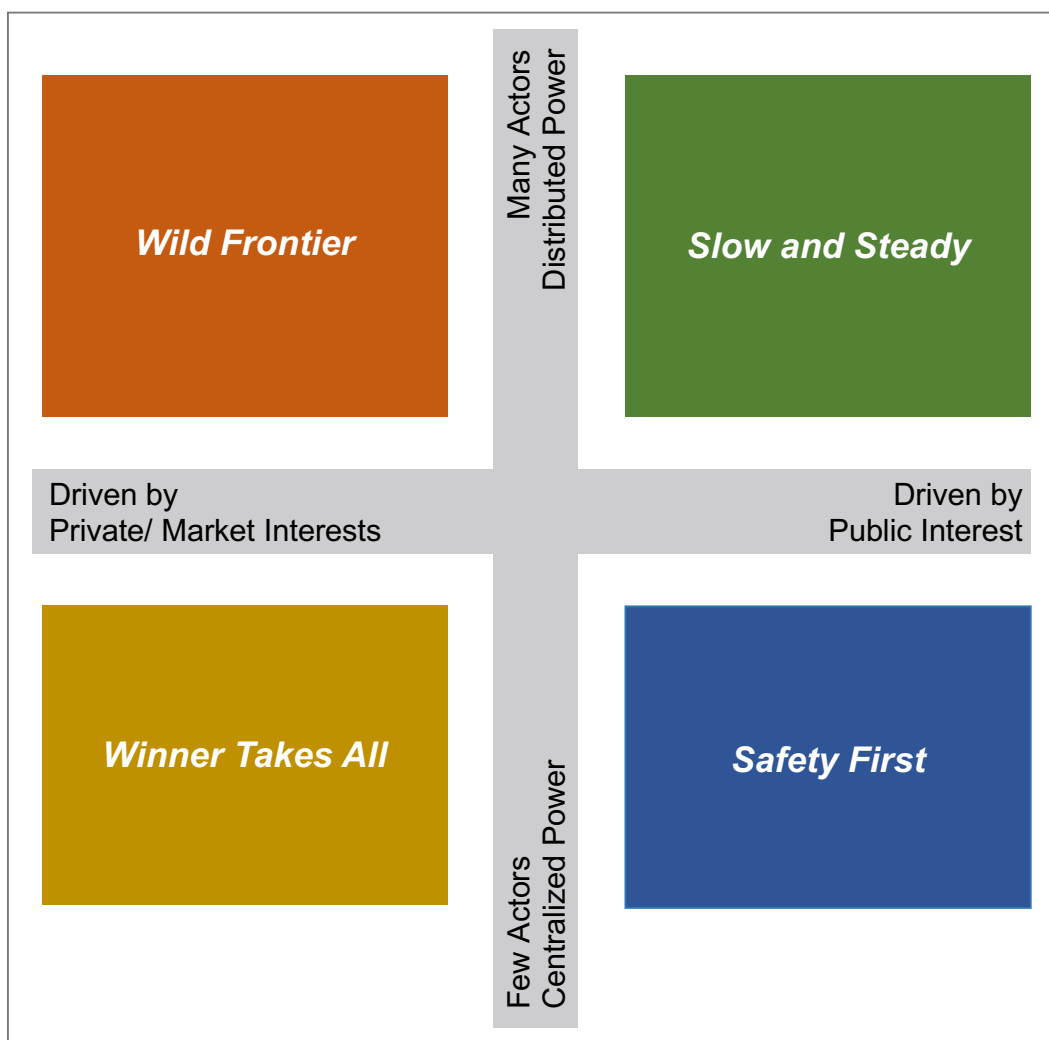 Many Actors
Distributed Power
Wild Frontier
Slow and Steady
Driven by
Private/ Market Interests
Driven by
Public Interest
Winner Takes All
Safety First
Few Actors
Centralized Power